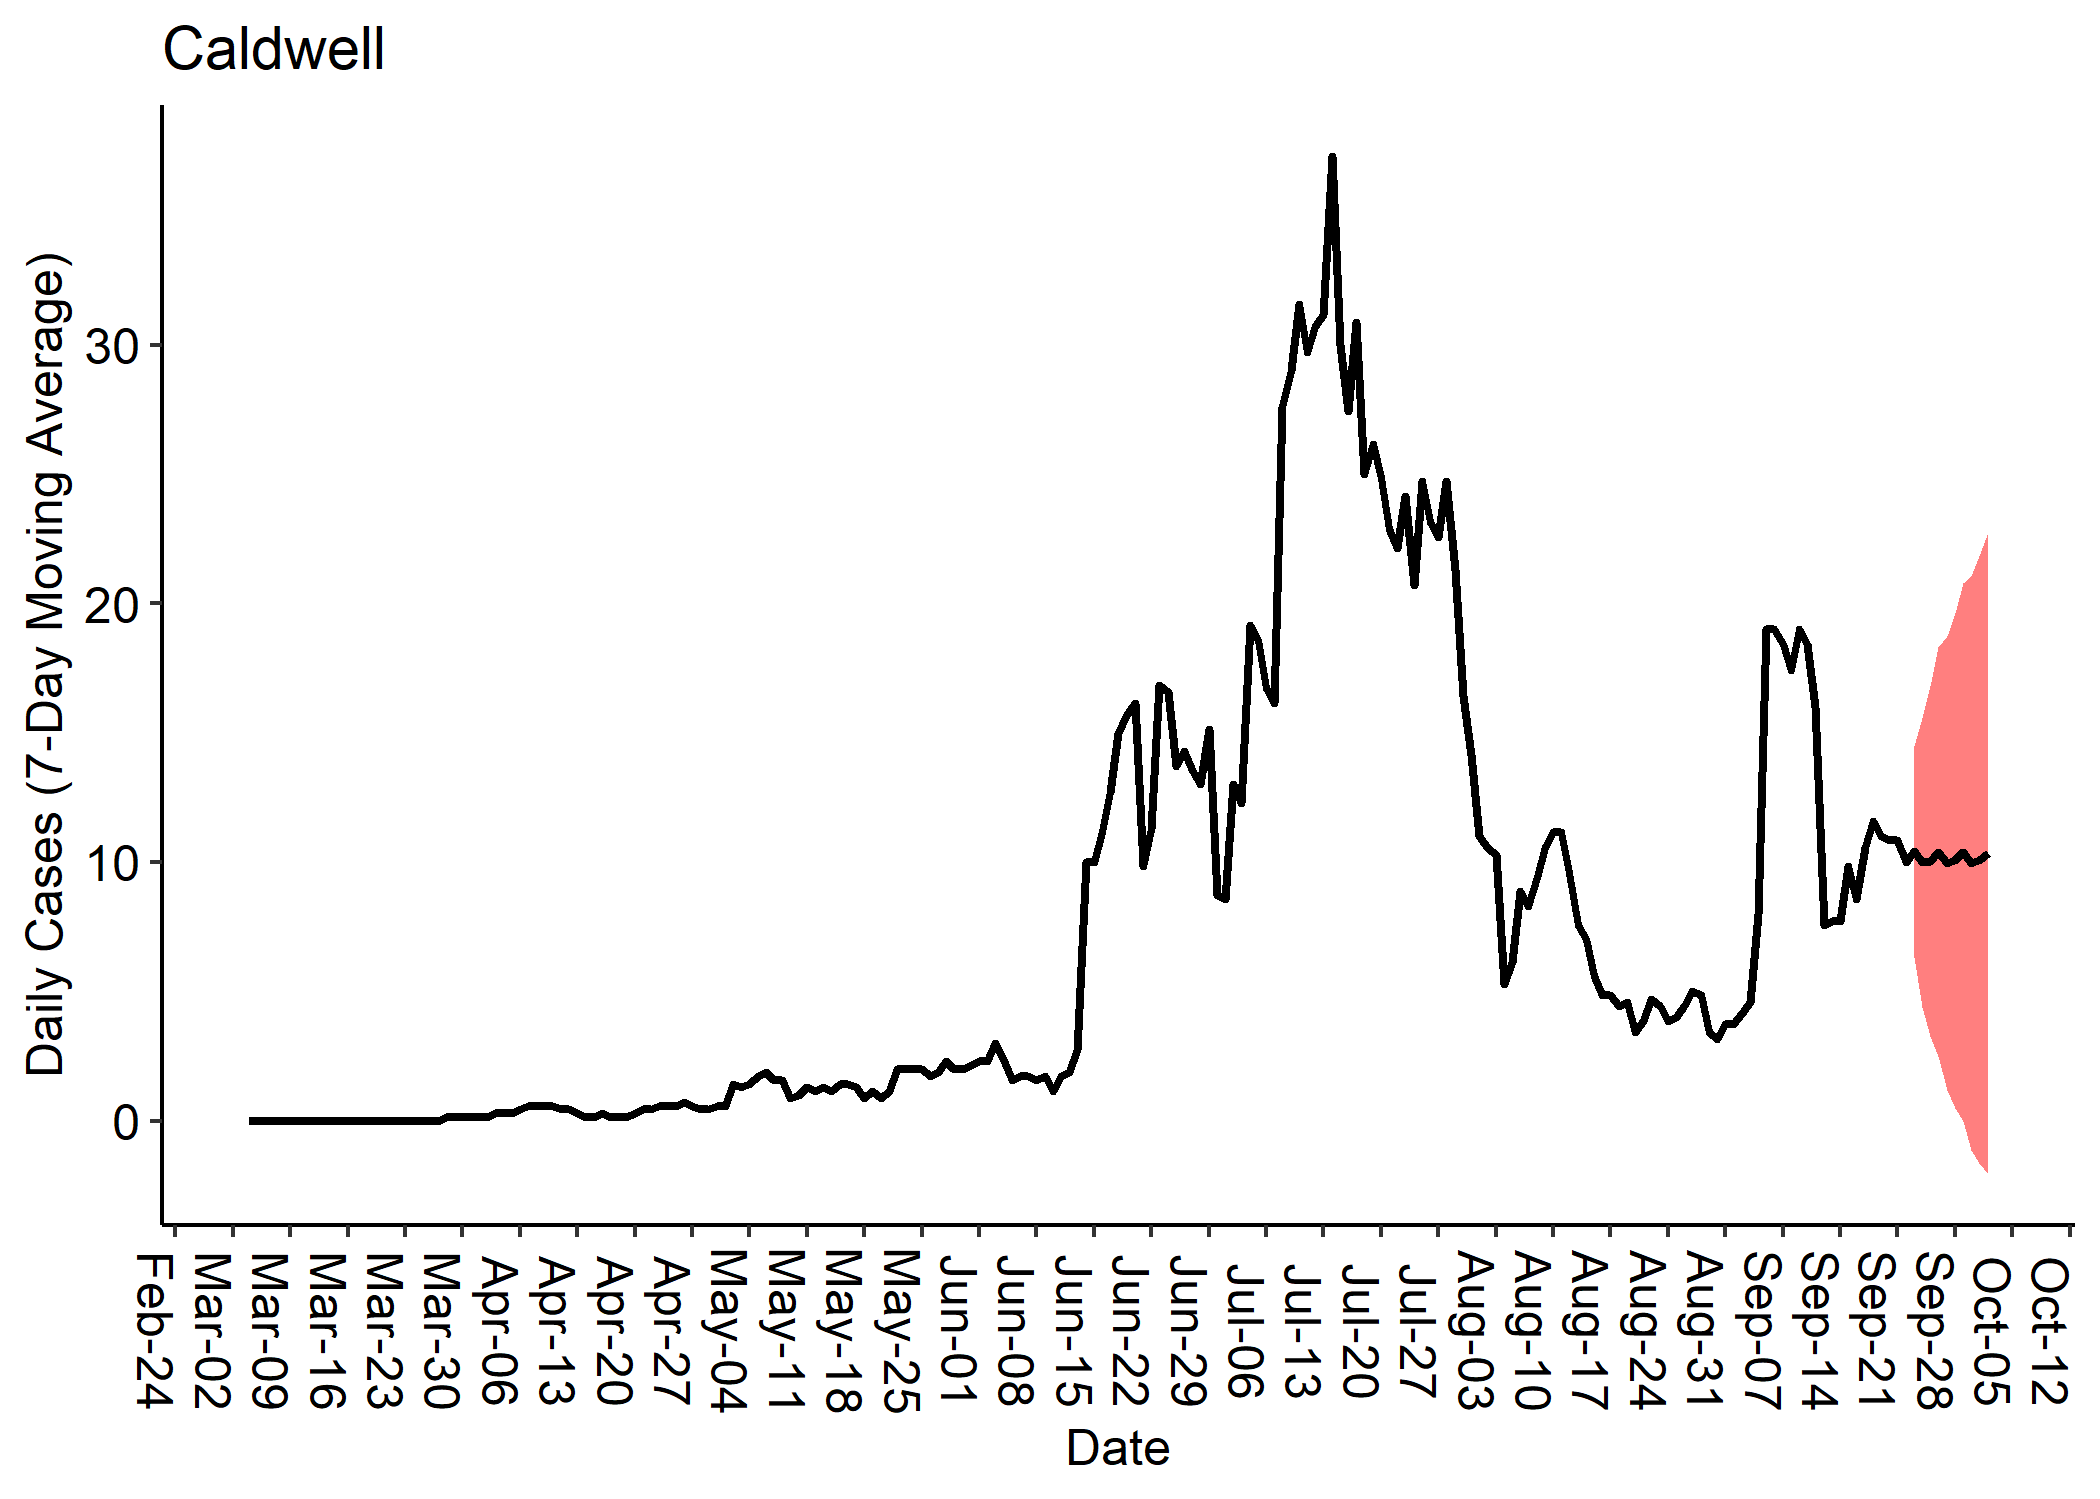 Caldwell
Daily Cases (7-Day Moving Average)
30
20
10
0
Feb-24
Mar-02
Mar-09
Mar-16
Mar-23
Mar-30
Apr-06
Apr-13
Apr-20
Apr-27
May-04
May-11
May-18
May-25
Jun-01
Jun-08
Jun-15
Jun-22
Jun-29
Jul-06
Jul-13
Jul-20
Jul-27
Aug-03
Aug-10
Aug-17
Aug-24
Aug-31
Sep-07
Sep-14
Sep-21
Sep-28
Oct-05
Oct-12
Date